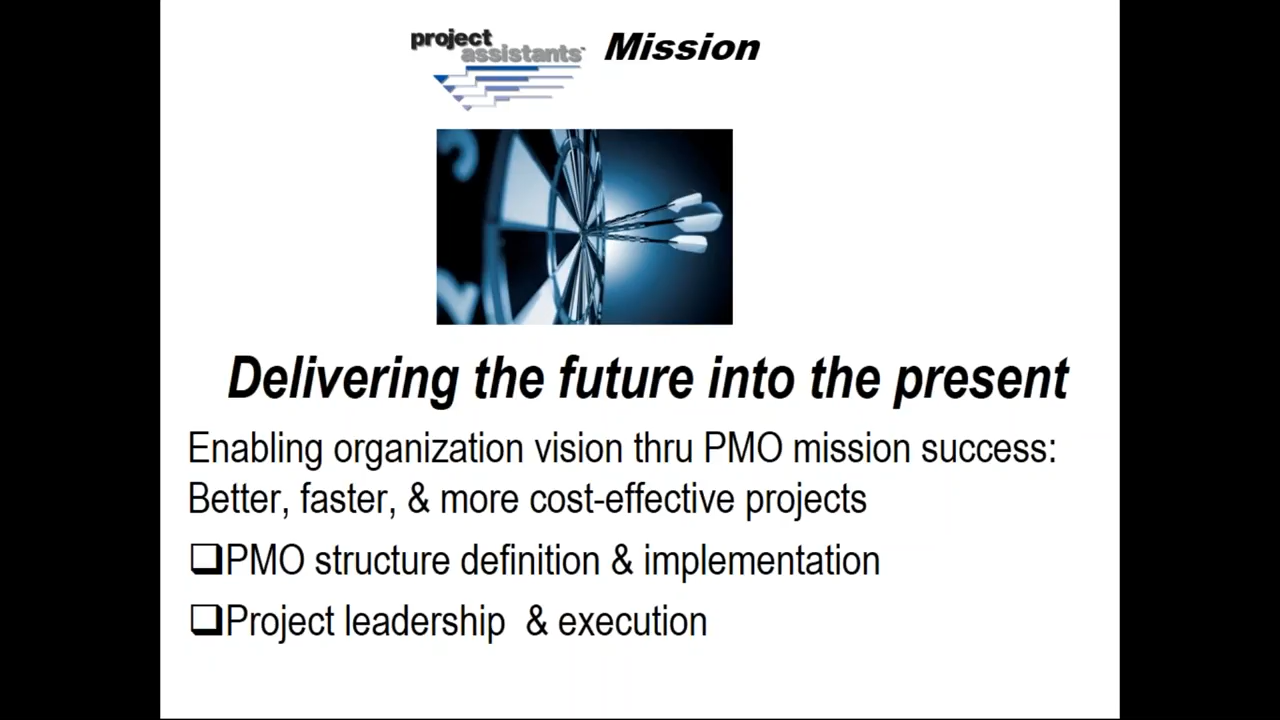 project
assistants™ Mission
Delivering the future into the present
Enabling organization vision thru PMO mission success:
Better, faster, & more cost-effective projects
❑PMO structure definition & implementation
❑Project leadership & execution